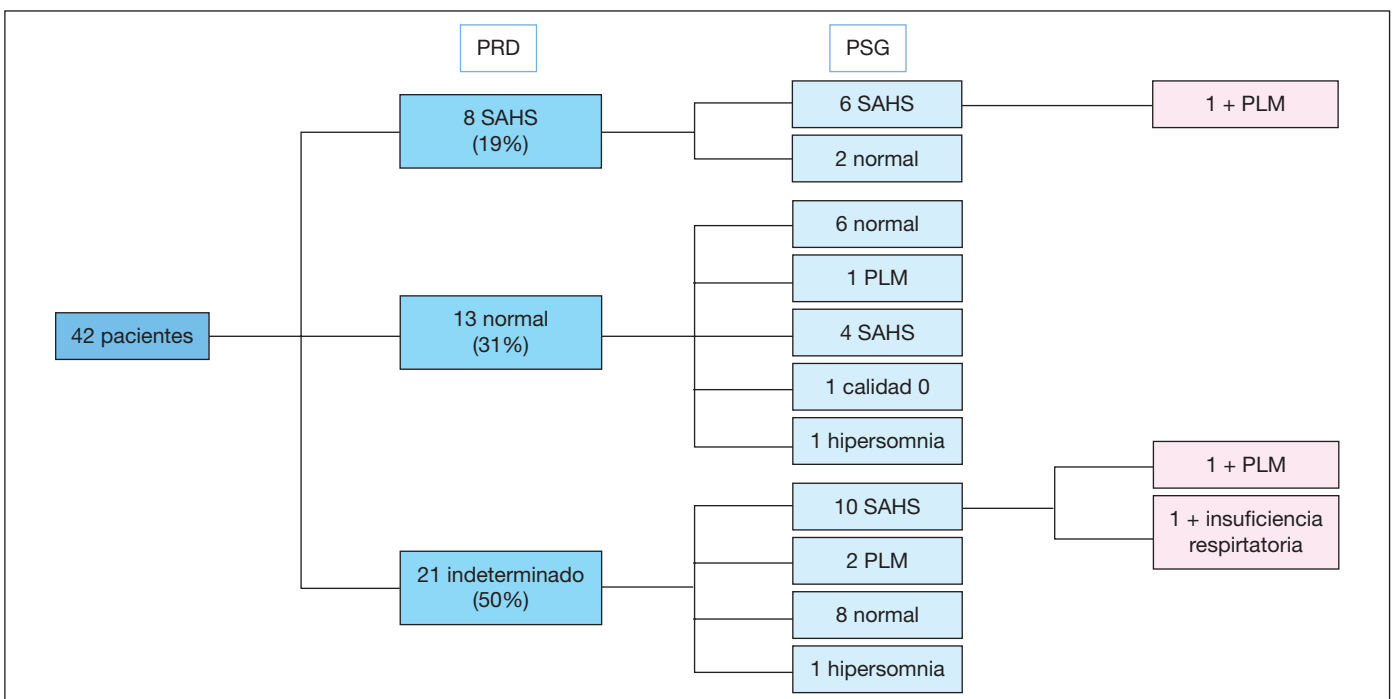 PRD
PSG
42 pacientes
8 SAHS
(19%)
6 SAHS
1 + PLM
2 normal
13 normal
(31%)
6 normal
1 PLM
4 SAHS
1 calidad 0
1 hipersomnia
21 indeterminado
(50%)
10 SAHS
1 + PLM
1 + insuficiencia
respirtatoria
2 PLM
8 normal
1 hipersomnia